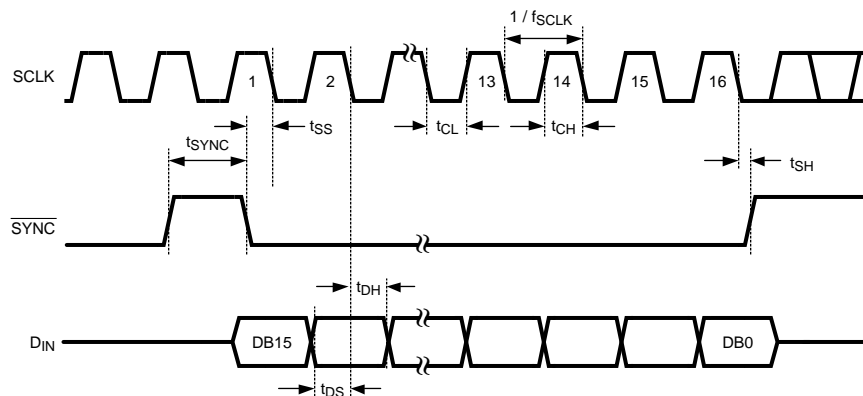 1 / fSCLK
SCLK
1
2
13
14
15
16
tSS
tCL
tCH
tSYNC
tSH
SYNC
tDH
DIN
DB15
DB0
tDS